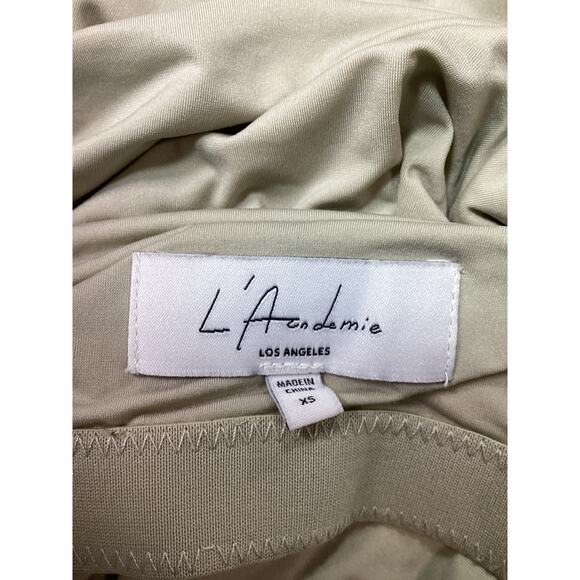 L'Academie
LOS ANGELES
MADE IN
CHINA
XS